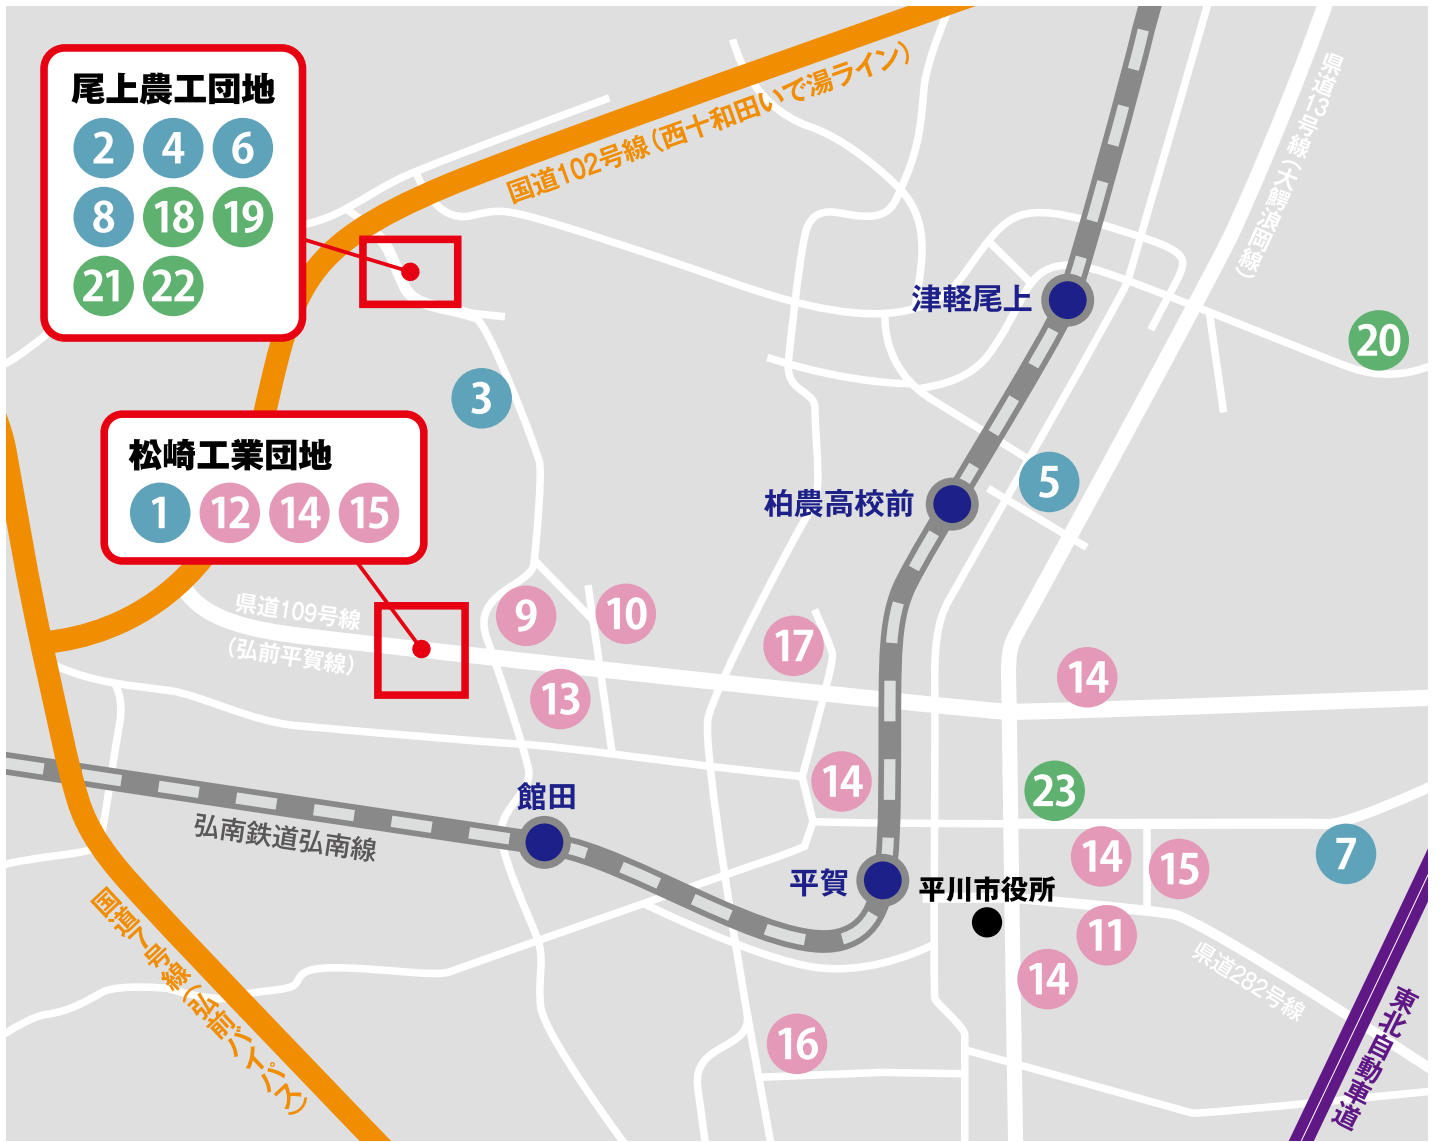 尾上農工団地
2 4 6
8 18 19
21 22
国道102号線（西十和田いで湯ライン）
県道13号線（大鰐浪岡線）
津軽尾上
20
3
松崎工業団地
1 12 14 15
5
柏農高校前
県道109号線
（弘前平賀線）
9
10
17
13
14
14
23
館田
弘南鉄道弘南線
平賀
平川市役所
14
15
7
11
14
県道282号線
国道7号線（弘前バイパス）
16
東北自動車道